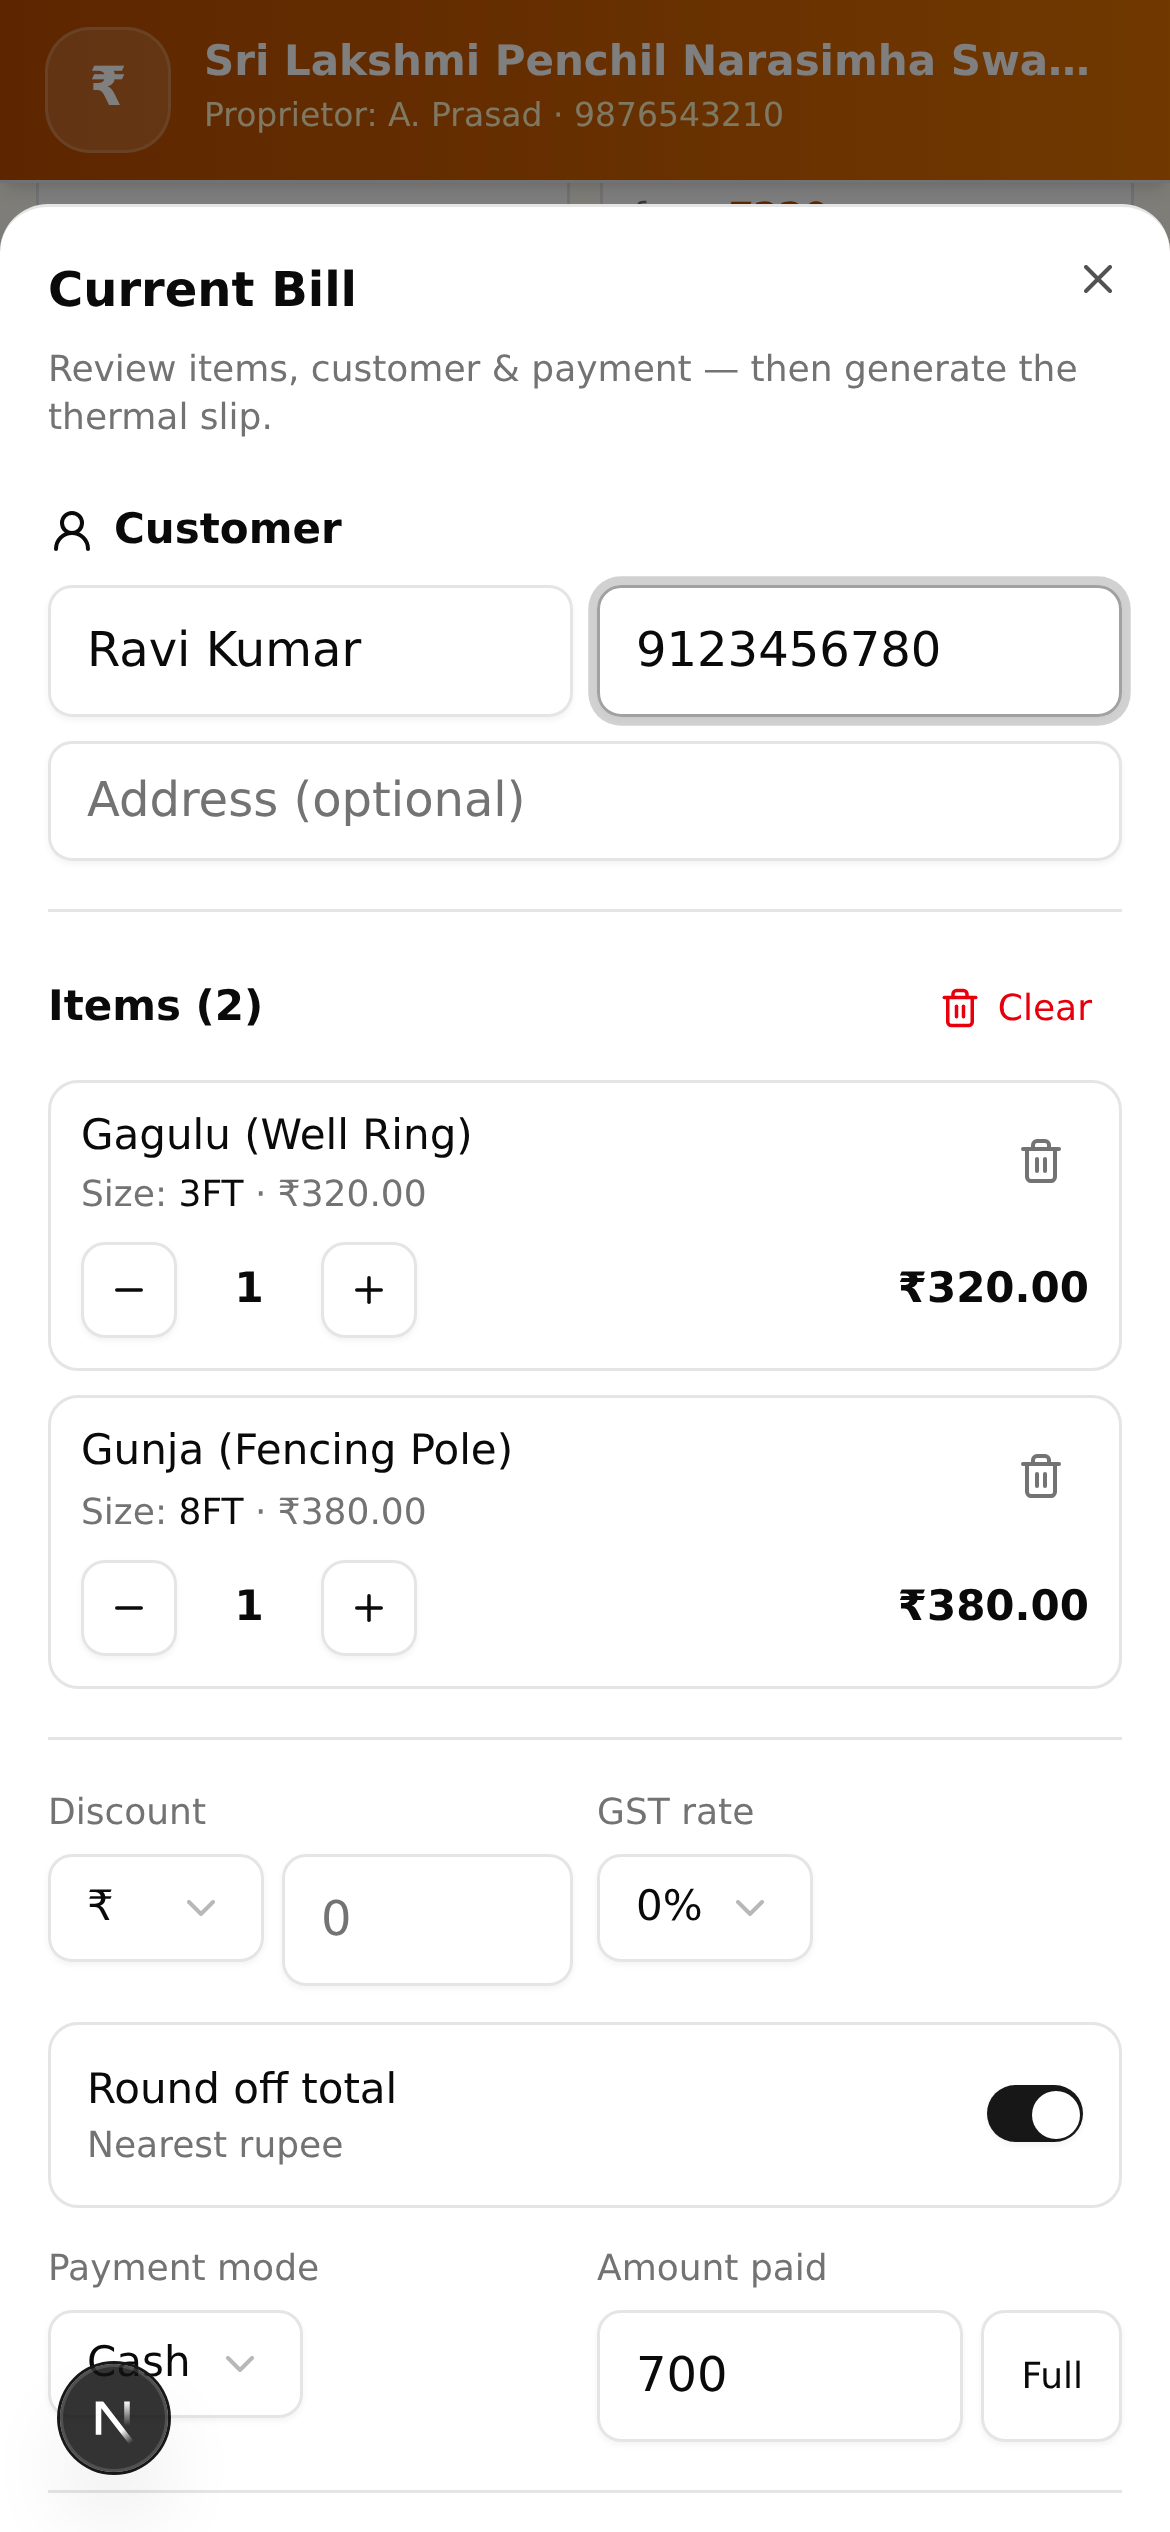 ₹
Sri Lakshmi Penchil Narasimha Swa...
Proprietor: A. Prasad · 9876543210
Current Bill
Review items, customer & payment — then generate the
thermal slip.
Customer
Ravi Kumar
9123456780
Address (optional)
Items (2)
Clear
Gagulu (Well Ring)
Size: 3FT · ₹320.00
− 1 + ₹320.00
Gunja (Fencing Pole)
Size: 8FT · ₹380.00
− 1 + ₹380.00
Discount
GST rate
₹
0
0%
Round off total
Nearest rupee
Payment mode
Amount paid
Cash
700
Full
N